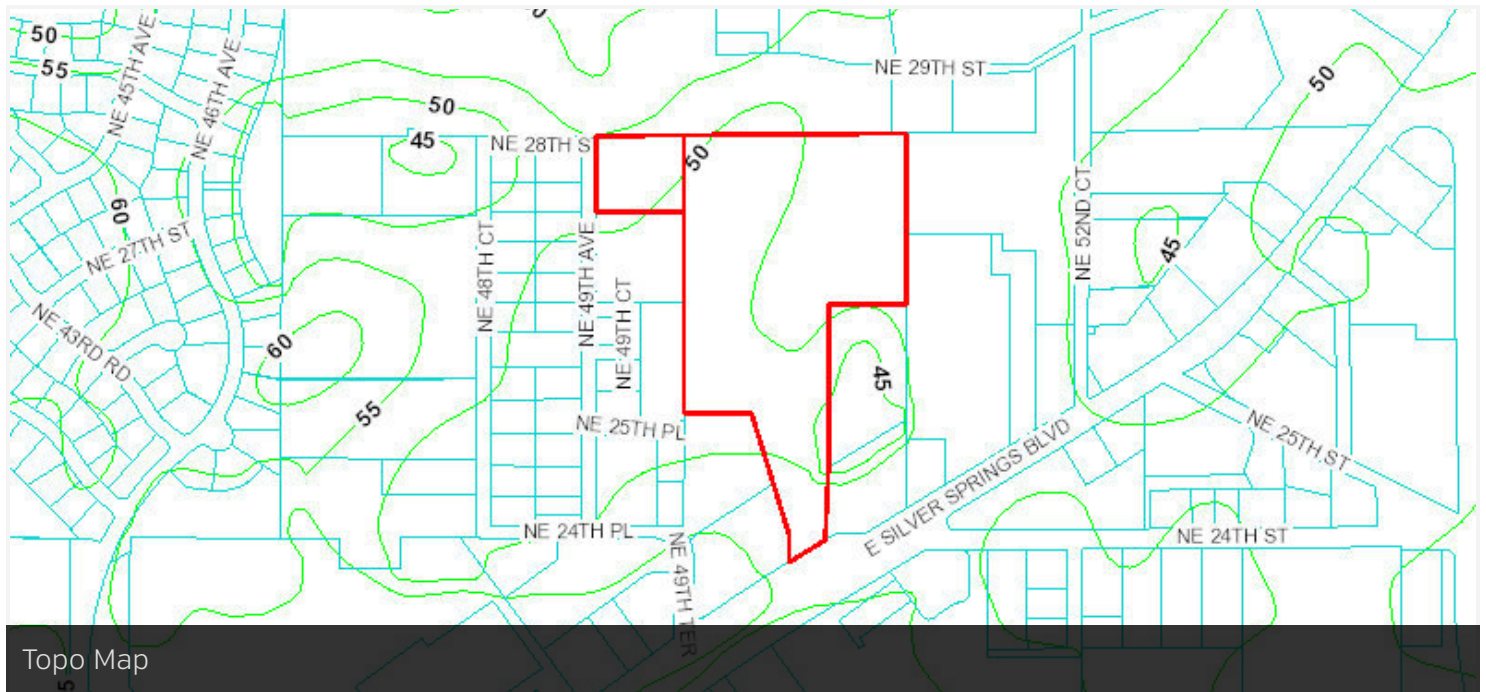 50
55
NE 45TH AVE
NE 46TH AVE
50
NE 29TH ST
50
50
45
NE 28TH S
60
NE 27TH ST
NE 52ND CT
45
NE 48TH CT
NE 49TH AVE
NE 49TH CT
NE 43RD RD
60
45
55
NE 25TH PL
NE 25TH ST
E SILVER SPRINGS BLVD
NE 24TH PL
NE 24TH ST
NE 49TH TER
Topo Map